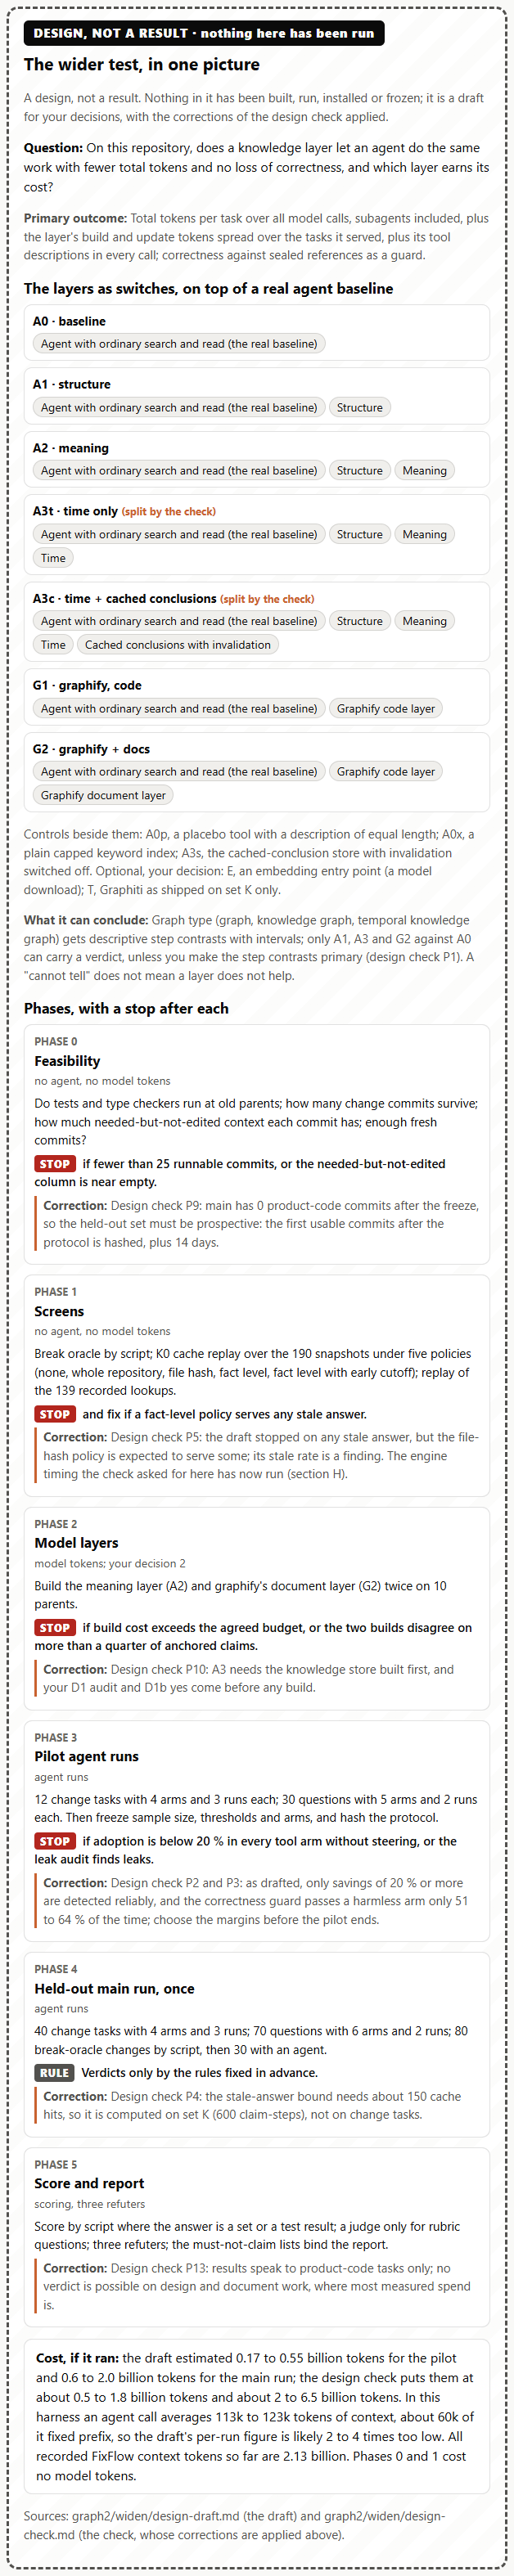 DESIGN, NOT A RESULT · nothing here has been run
The wider test, in one picture
A design, not a result. Nothing in it has been built, run, installed or frozen; it is a draft
for your decisions, with the corrections of the design check applied.
Question: On this repository, does a knowledge layer let an agent do the same
work with fewer total tokens and no loss of correctness, and which layer earns its
cost?
Primary outcome: Total tokens per task over all model calls, subagents included, plus
the layer's build and update tokens spread over the tasks it served, plus its tool
descriptions in every call; correctness against sealed references as a guard.
The layers as switches, on top of a real agent baseline
A0 · baseline
Agent with ordinary search and read (the real baseline)
A1 · structure
Agent with ordinary search and read (the real baseline) Structure
A2 · meaning
Agent with ordinary search and read (the real baseline) Structure Meaning
A3t · time only (split by the check)
Agent with ordinary search and read (the real baseline) Structure Meaning
Time
A3c · time + cached conclusions (split by the check)
Agent with ordinary search and read (the real baseline) Structure Meaning
Time Cached conclusions with invalidation
G1 · graphify, code
Agent with ordinary search and read (the real baseline) Graphify code layer
G2 · graphify + docs
Agent with ordinary search and read (the real baseline) Graphify code layer
Graphify document layer
Controls beside them: A0p, a placebo tool with a description of equal length; A0x, a
plain capped keyword index; A3s, the cached-conclusion store with invalidation
switched off. Optional, your decision: E, an embedding entry point (a model
download); T, Graphiti as shipped on set K only.
What it can conclude: Graph type (graph, knowledge graph, temporal knowledge
graph) gets descriptive step contrasts with intervals; only A1, A3 and G2 against A0
can carry a verdict, unless you make the step contrasts primary (design check P1). A
"cannot tell" does not mean a layer does not help.
Phases, with a stop after each
PHASE 0
Feasibility
no agent, no model tokens
Do tests and type checkers run at old parents; how many change commits survive;
how much needed-but-not-edited context each commit has; enough fresh
commits?
STOP if fewer than 25 runnable commits, or the needed-but-not-edited
column is near empty.
Correction: Design check P9: main has 0 product-code commits after the freeze,
so the held-out set must be prospective: the first usable commits after the
protocol is hashed, plus 14 days.
PHASE 1
Screens
no agent, no model tokens
Break oracle by script; K0 cache replay over the 190 snapshots under five policies
(none, whole repository, file hash, fact level, fact level with early cutoff); replay of
the 139 recorded lookups.
STOP and fix if a fact-level policy serves any stale answer.
Correction: Design check P5: the draft stopped on any stale answer, but the file-
hash policy is expected to serve some; its stale rate is a finding. The engine
timing the check asked for here has now run (section H).
PHASE 2
Model layers
model tokens; your decision 2
Build the meaning layer (A2) and graphify's document layer (G2) twice on 10
parents.
STOP if build cost exceeds the agreed budget, or the two builds disagree on
more than a quarter of anchored claims.
Correction: Design check P10: A3 needs the knowledge store built first, and
your D1 audit and D1b yes come before any build.
PHASE 3
Pilot agent runs
agent runs
12 change tasks with 4 arms and 3 runs each; 30 questions with 5 arms and 2 runs
each. Then freeze sample size, thresholds and arms, and hash the protocol.
STOP if adoption is below 20 % in every tool arm without steering, or the
leak audit finds leaks.
Correction: Design check P2 and P3: as drafted, only savings of 20 % or more
are detected reliably, and the correctness guard passes a harmless arm only 51
to 64 % of the time; choose the margins before the pilot ends.
PHASE 4
Held-out main run, once
agent runs
40 change tasks with 4 arms and 3 runs; 70 questions with 6 arms and 2 runs; 80
break-oracle changes by script, then 30 with an agent.
RULE Verdicts only by the rules fixed in advance.
Correction: Design check P4: the stale-answer bound needs about 150 cache
hits, so it is computed on set K (600 claim-steps), not on change tasks.
PHASE 5
Score and report
scoring, three refuters
Score by script where the answer is a set or a test result; a judge only for rubric
questions; three refuters; the must-not-claim lists bind the report.
Correction: Design check P13: results speak to product-code tasks only; no
verdict is possible on design and document work, where most measured spend
is.
Cost, if it ran: the draft estimated 0.17 to 0.55 billion tokens for the pilot
and 0.6 to 2.0 billion tokens for the main run; the design check puts them at
about 0.5 to 1.8 billion tokens and about 2 to 6.5 billion tokens. In this
harness an agent call averages 113k to 123k tokens of context, about 60k of
it fixed prefix, so the draft's per-run figure is likely 2 to 4 times too low. All
recorded FixFlow context tokens so far are 2.13 billion. Phases 0 and 1 cost
no model tokens.
Sources: graph2/widen/design-draft.md (the draft) and graph2/widen/design-
check.md (the check, whose corrections are applied above).